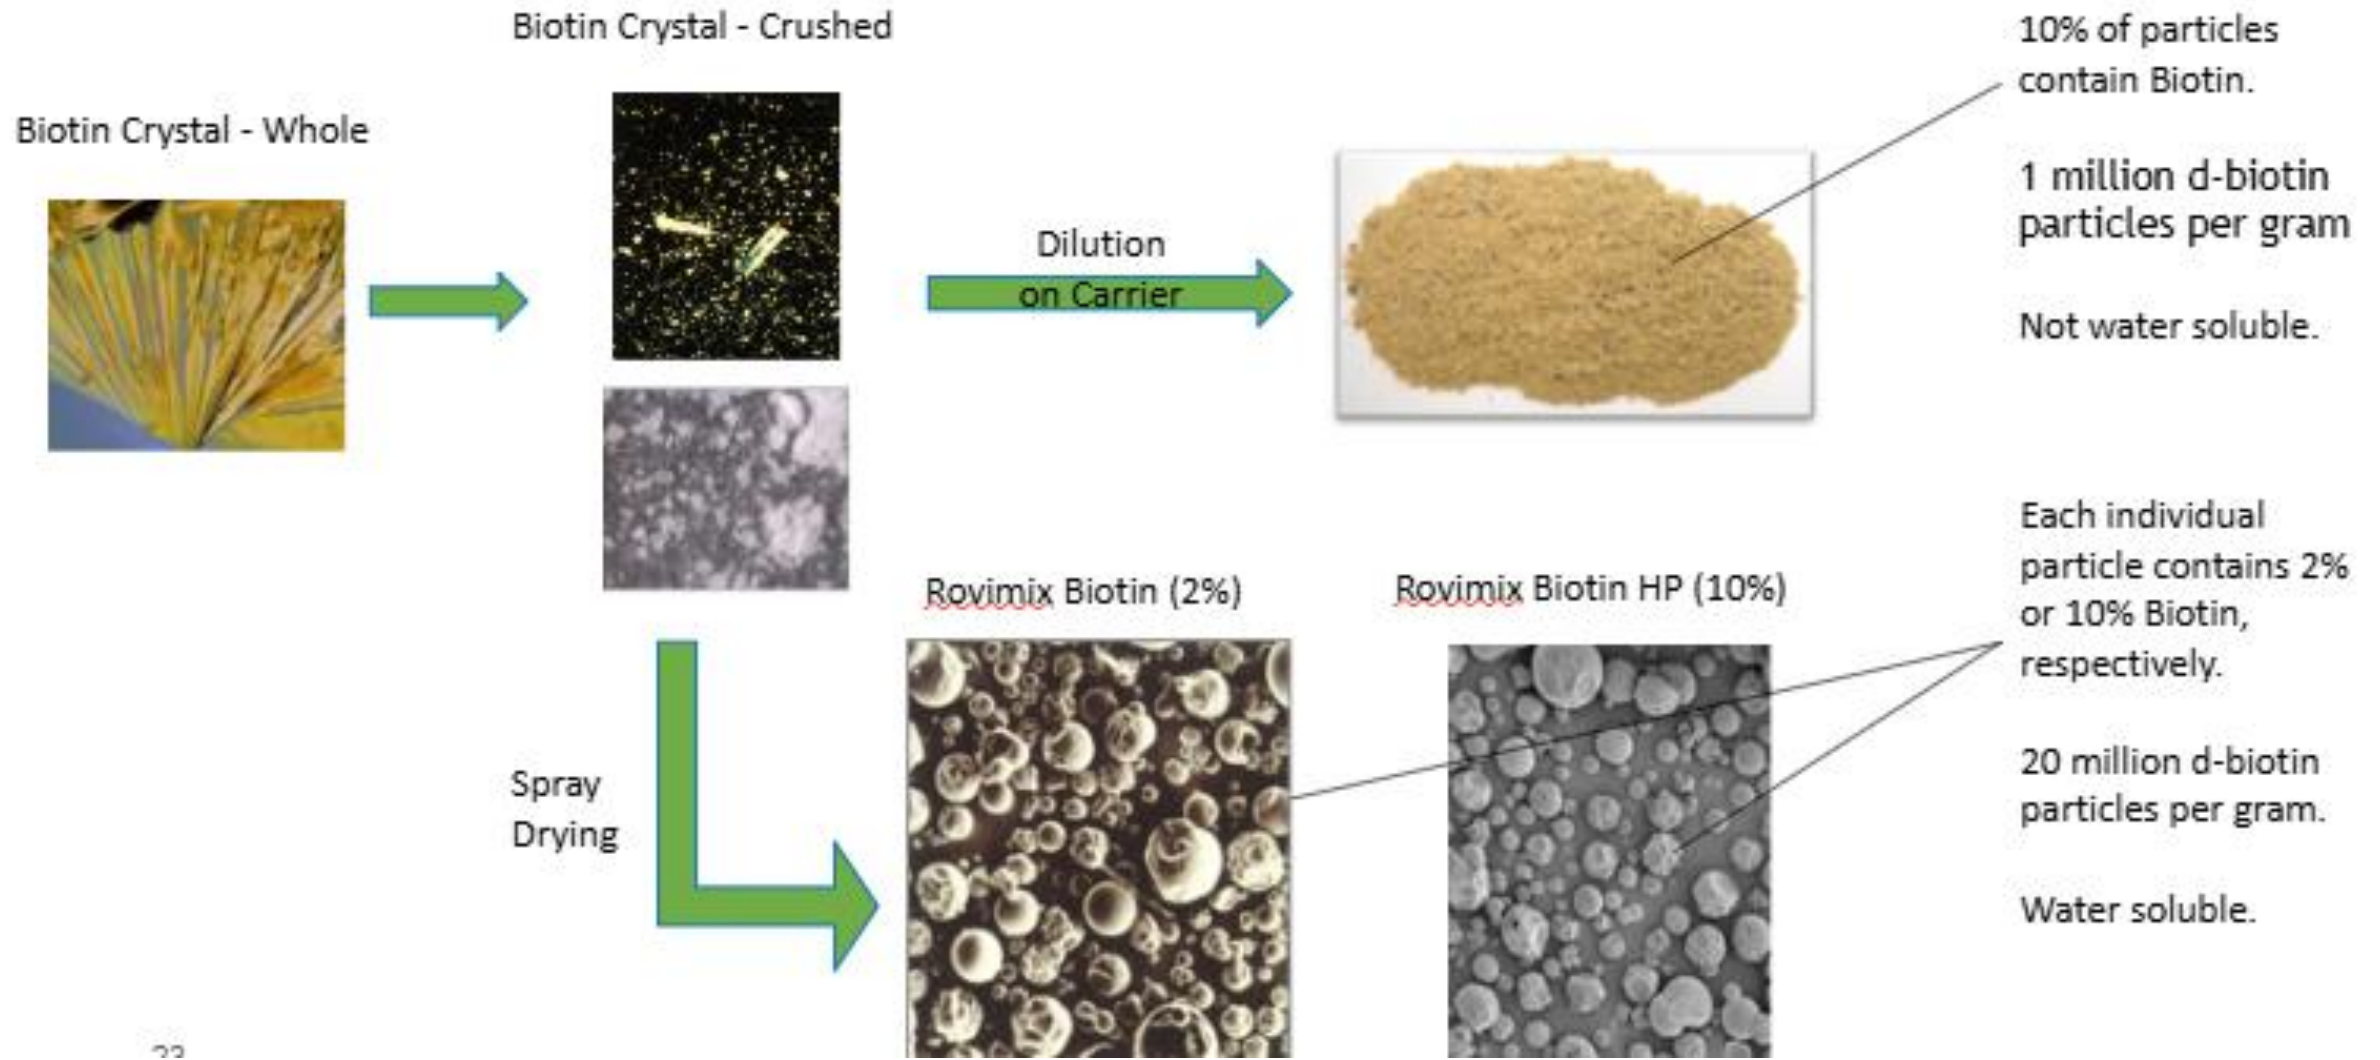 Biotin Crystal - Crushed
Biotin Crystal - Whole
Dilution
on Carrier
10% of particles
contain Biotin.
1 million d-biotin
particles per gram
Not water soluble.
Spray
Drying
Rovimix Biotin (2%)
Rovimix Biotin HP (10%)
Each individual
particle contains 2%
or 10% Biotin,
respectively.
20 million d-biotin
particles per gram.
Water soluble.